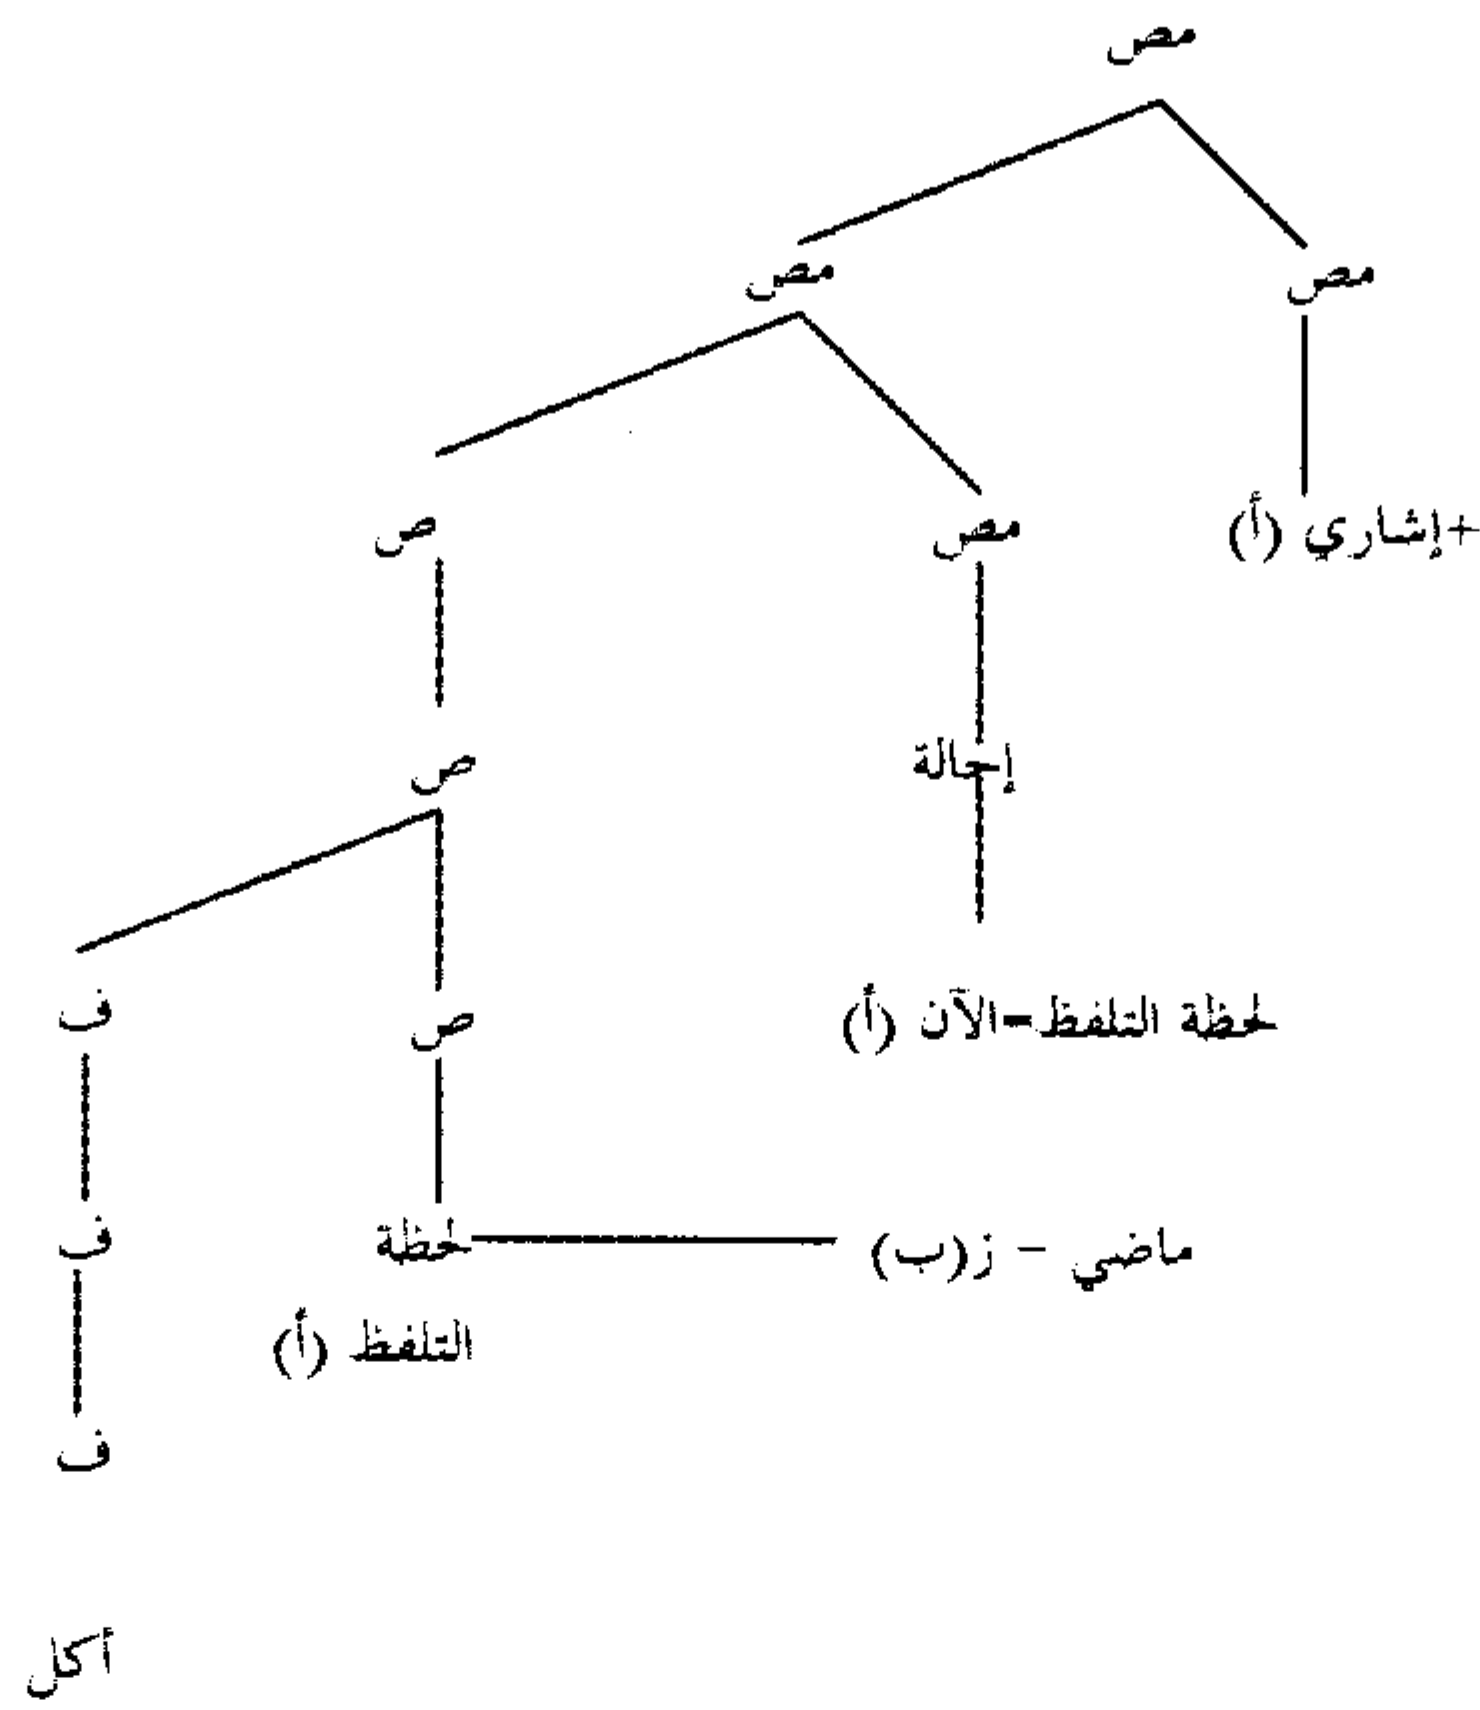 مص
مص مص
+إشاري (أ) مص ص
إحالة ص
لحظة التلفظ=الآن (أ) ص ف
ماضي - ز(ب) لحظة ف
التلفظ (أ)
ف
أكل